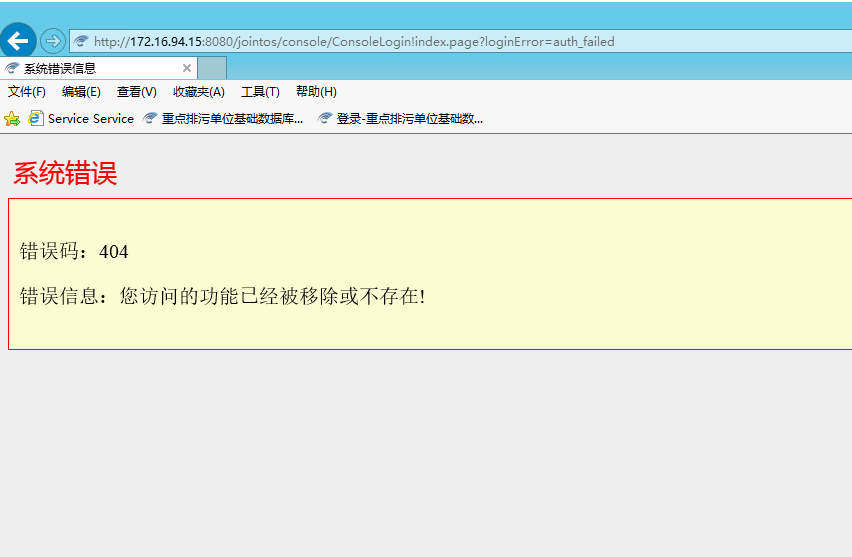 http://172.16.94.15:8080/jointos/console/ConsoleLogin!index.page?loginError=auth_failed
系统错误信息
文件(F) 编辑(E) 查看(V) 收藏夹(A) 工具(T) 帮助(H)
Service Service 重点排污单位基础数据库... 登录-重点排污单位基础数...
系统错误
错误码：404
错误信息：您访问的功能已经被移除或不存在!